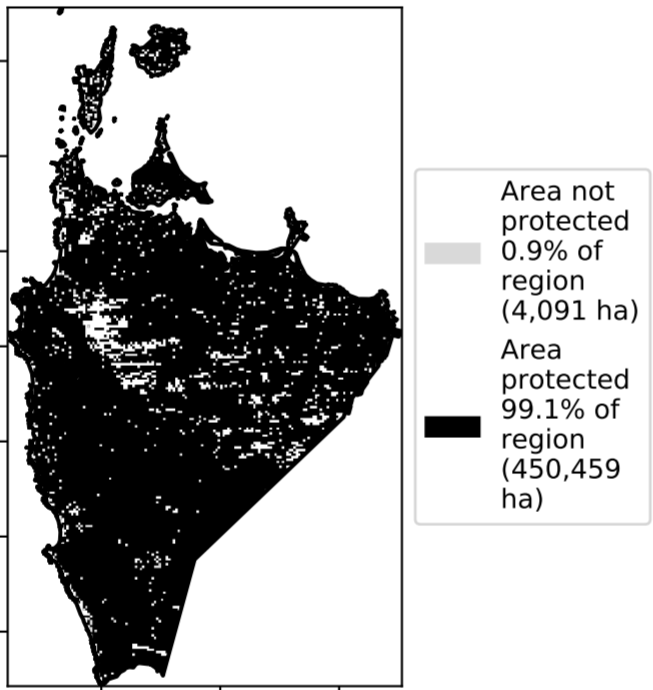 Area not
protected
0.9% of
region
(4,091 ha)
Area
protected
99.1% of
region
(450,459
ha)